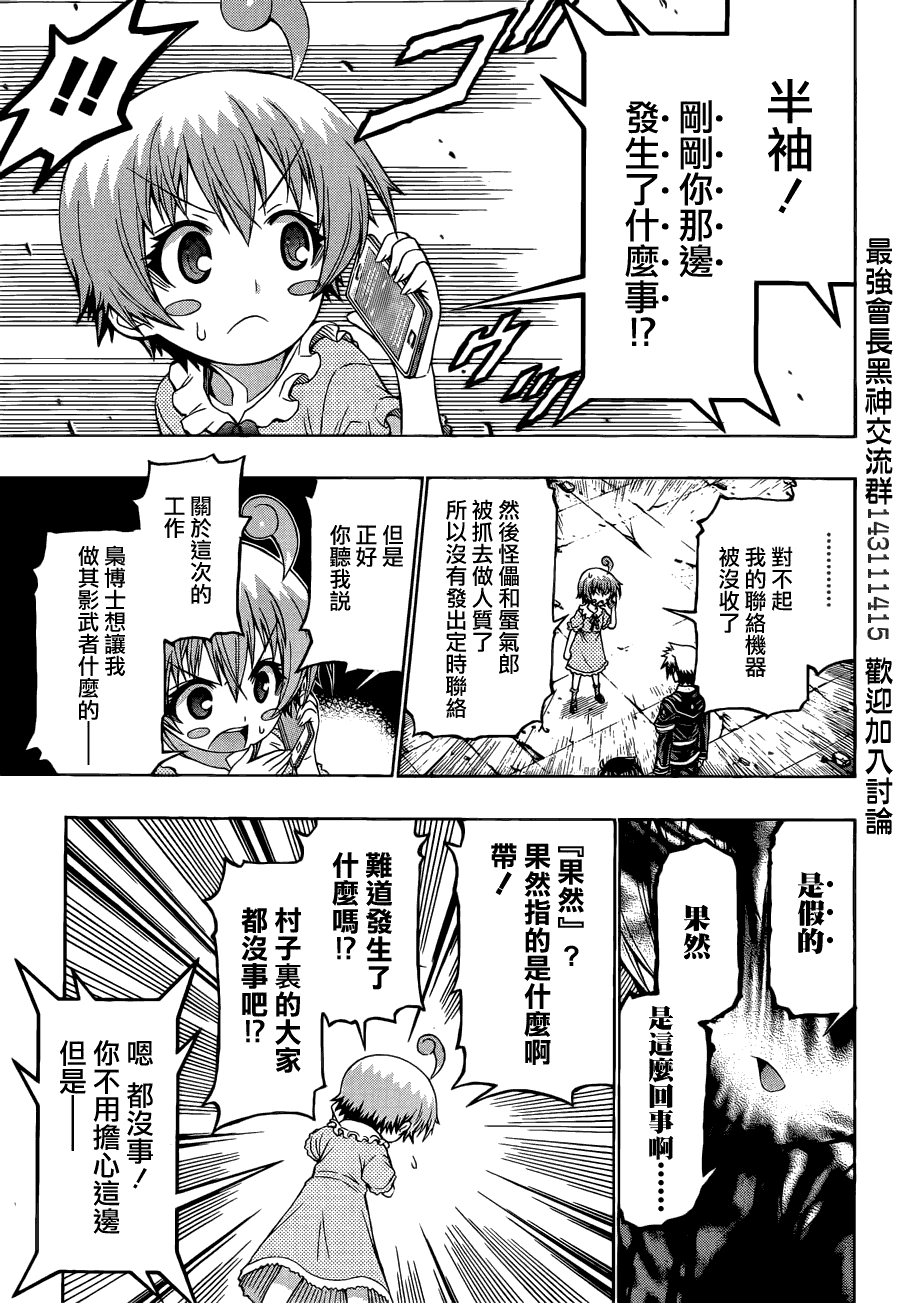 半袖！
剛剛你那邊
發生了什麼事!?
!!
…………
對不起
我的聯絡機器
被沒收了
然後怪儡和蜃氣郎
被抓去做人質了
所以沒有發出定時聯絡
但是
正好
你聽我說
關於這次的
工作
梟博士想讓我
做其影武者什麼的——
是假的
果然
是這麼回事啊……
『果然』？
果然指的是什麼啊
帶！
難道發生了
什麼嗎!?
村子裏的大家
都沒事吧!?
嗯 都沒事！
你不用擔心這邊
但是——
最強會長黑神交流群143111415 歡迎加入討論